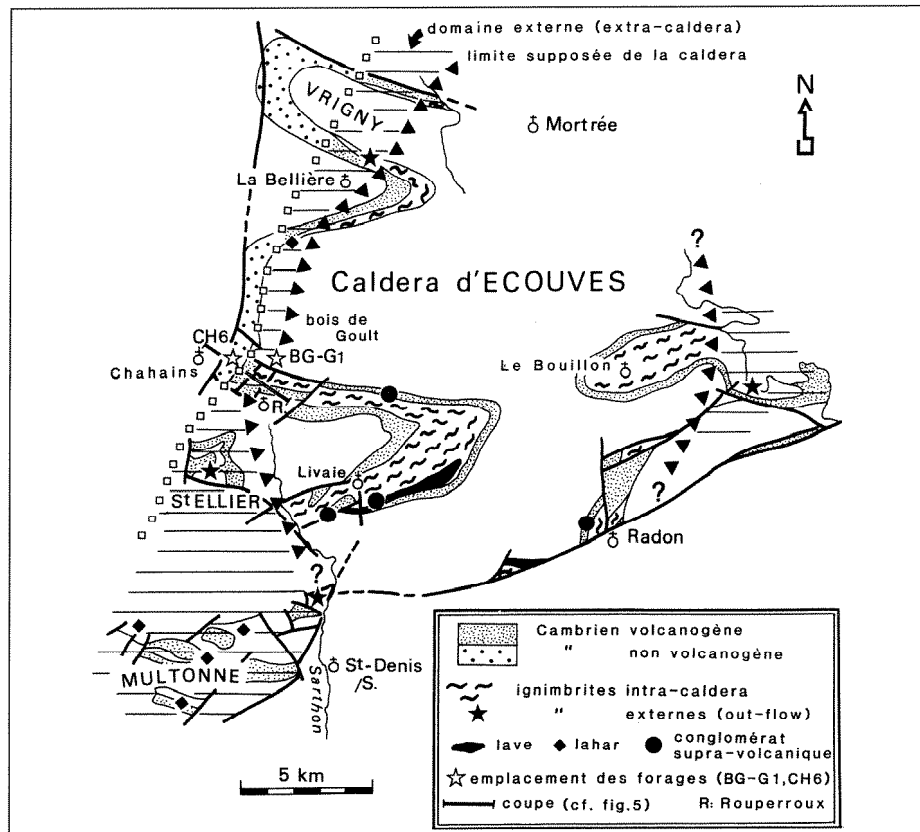 domaine externe (extra-caldera)
limite supposée de la caldera
N
VRIGNY
Mortrée
La Bellière
?
Caldera d'ECOUVES
bois de
Goult
CH6
BG-G1
Chahains
Le Bouillon
R
Livaie
St ELLIER
?
Radon
?
St-Denis
/S.
MULTONNE
Sarthon
5 km
Cambrien volcanogène
" non volcanogène
ignimbrites intra-caldera
" externes (out-flow)
lave lahar conglomérat
supra-volcanique
emplacement des forages (BG-G1,CH6)
coupe (cf. fig.5) R: Rouperroux